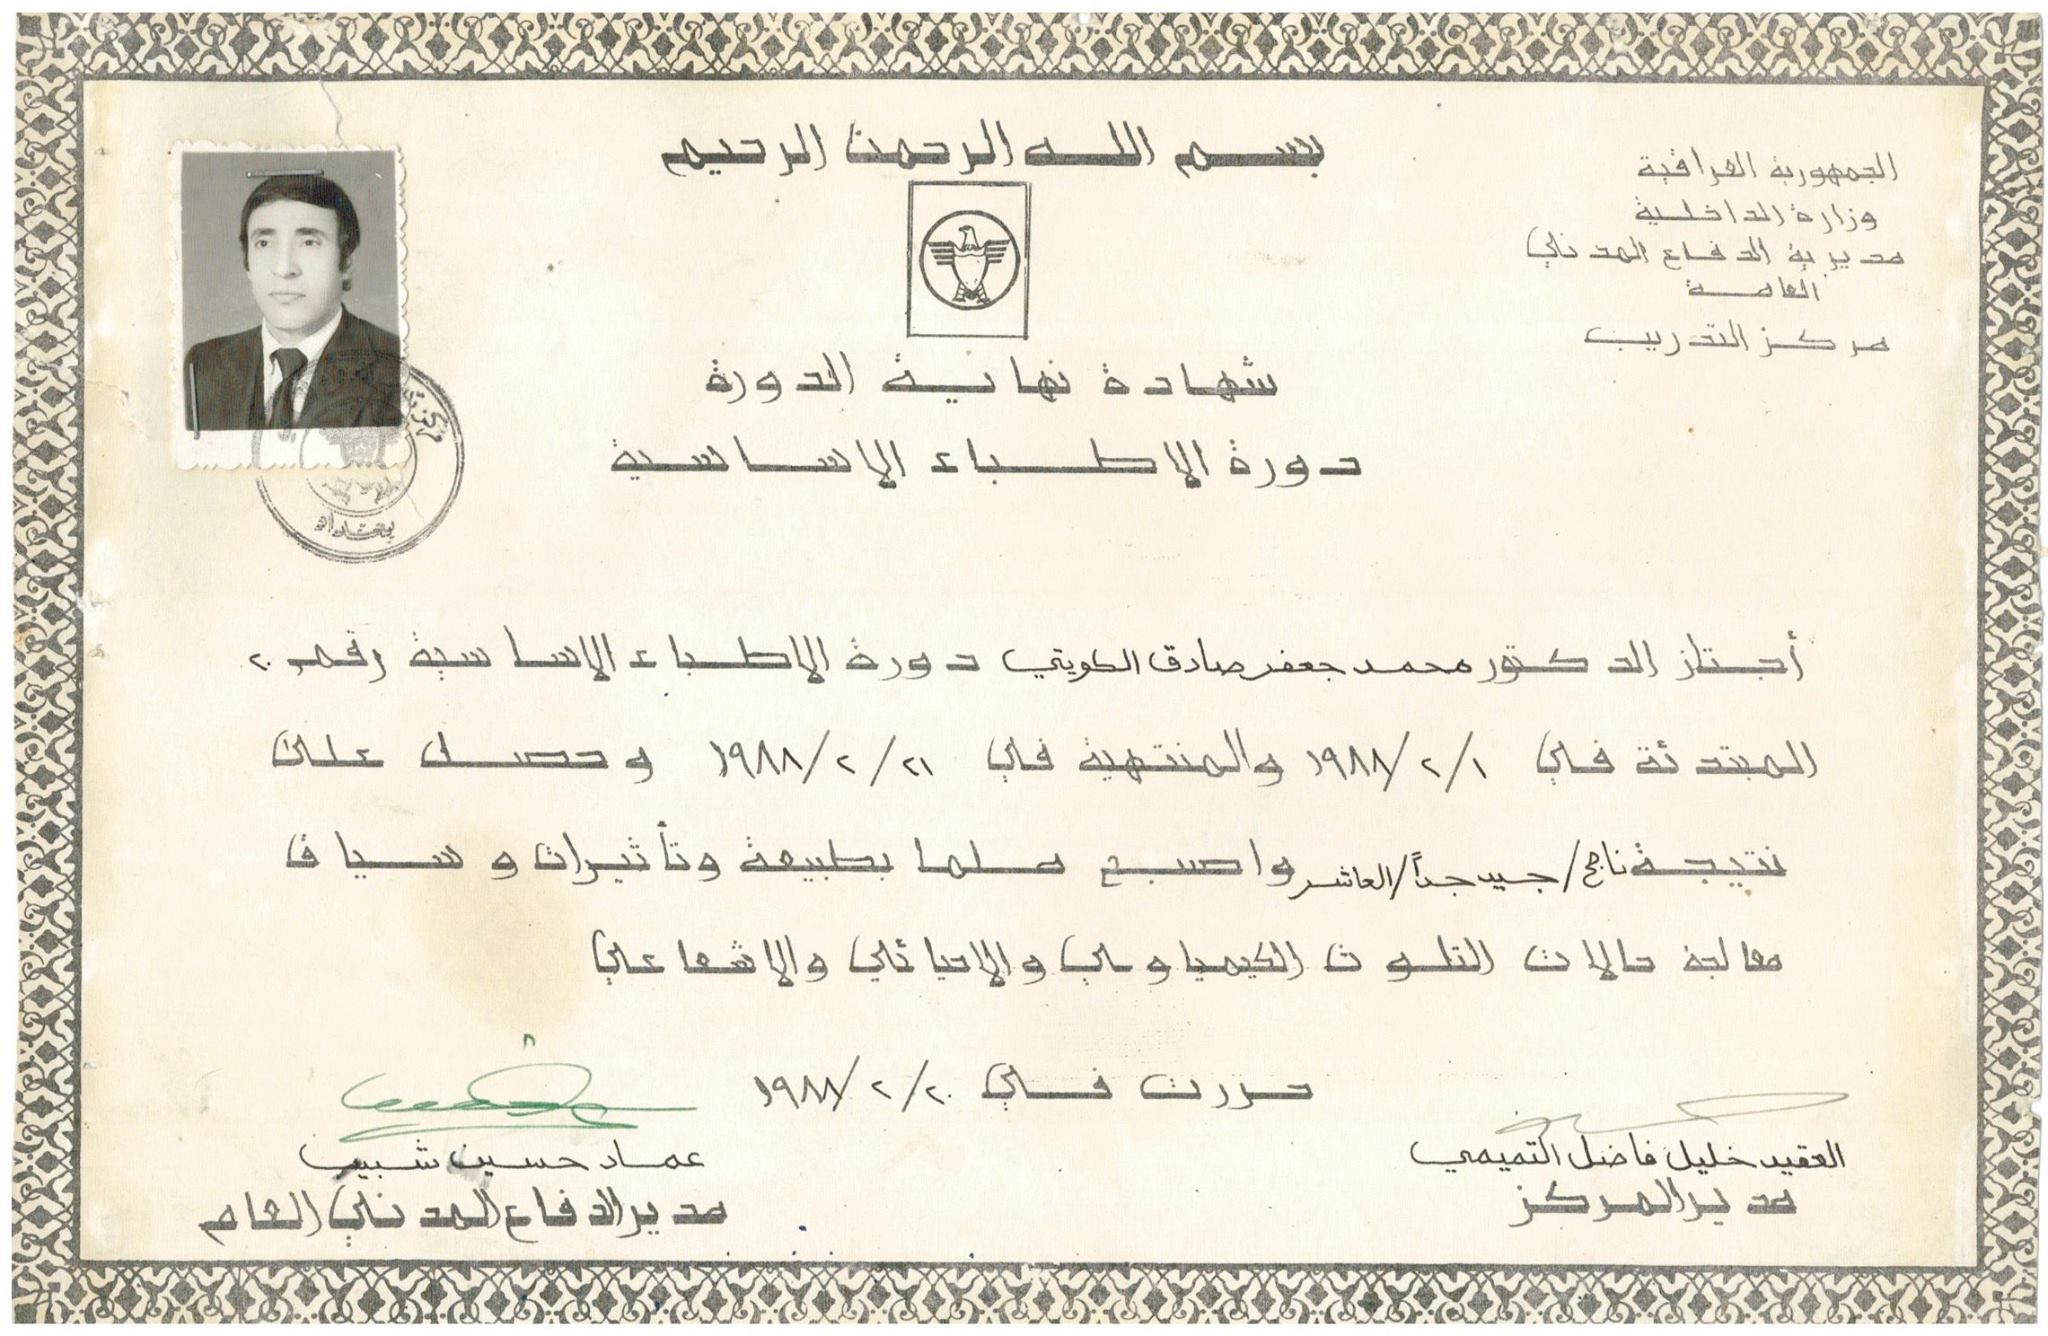 بسم الله الرحمن الرحيم
الجمهورية العراقية
وزارة الداخلية
مديرية الدفاع المدني
العامة
مركز التدريب
شهادة نهاية الدورة
دورة الاطباء الاساسية
بغداد
أجتاز الدكتور محمد جعفر صادق الكويتي دورة الاطباء الاساسية رقم ٢٠
المبتدئة في ١٩٨٨/٢/١ والمنتهية في ١٩٨٨/٢/٢١ وحصل على
نتيجة ناجح/جيد جداً/العاشر واصبح ملما بطبيعة وتأثيرات وسياق
معالجة حالات التلوث الكيمياوي والاحيائي والاشعاعي
حررت في ١٩٨٨/٢/٢٠
العقيد خليل فاضل التميمي
مدير المركز
عماد حسين شبيب
مدير الدفاع المدني العام